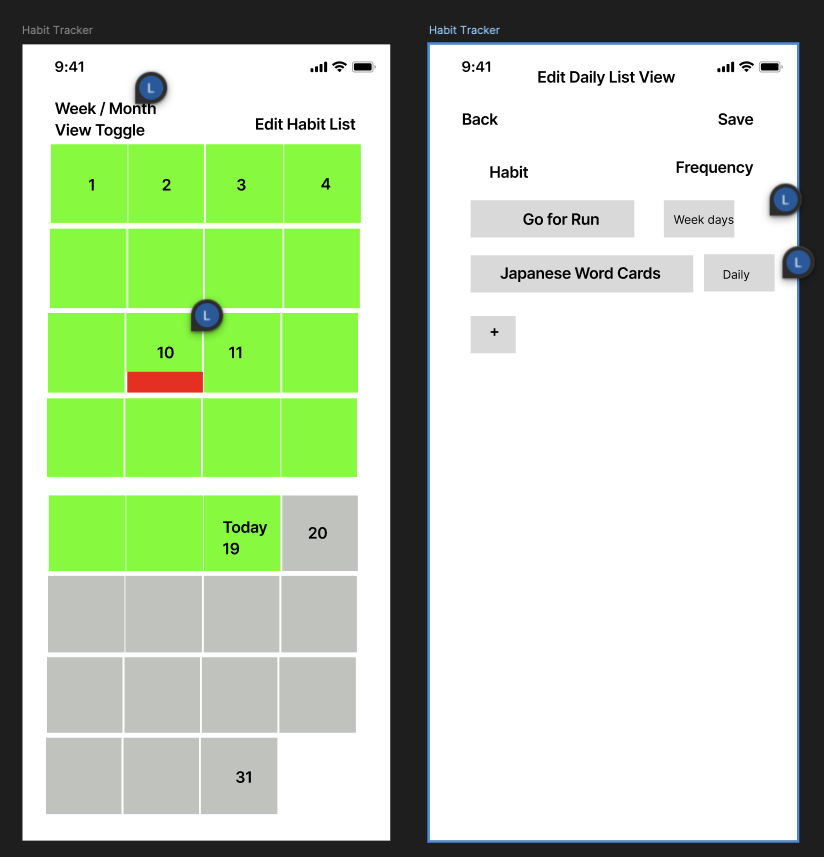 Habit Tracker
9:41
L
Week / Month
View Toggle
Edit Habit List
1
2
3
4
L
10
11
Today
19
20
31
Habit Tracker
9:41
Edit Daily List View
Back
Save
Habit
Frequency
L
Go for Run
Week days
L
Japanese Word Cards
Daily
+